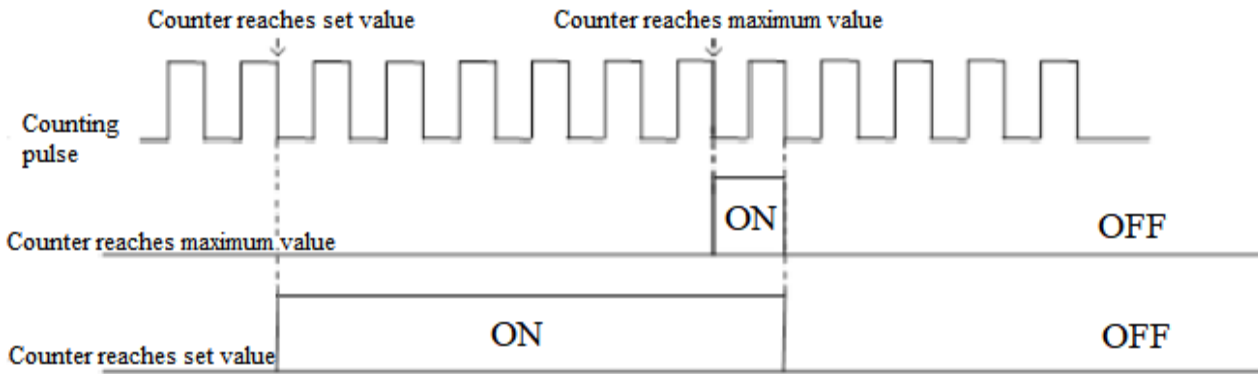 Counter reaches set value
Counter reaches maximum value
Counting
pulse
ON
OFF
Counter reaches maximum value
ON
OFF
Counter reaches set value